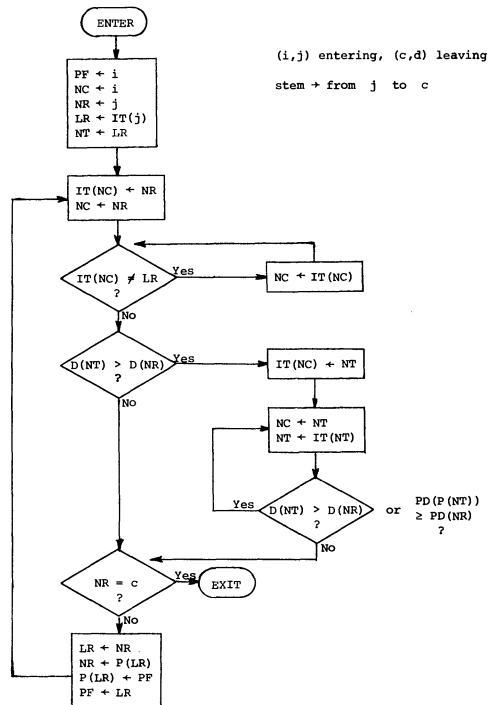 ENTER
(i,j) entering, (c,d) leaving
stem → from j to c
PF ← i
NC ← i
NR ← j
LR ← IT(j)
NT ← LR
IT(NC) ← NR
NC ← NR
IT(NC) ≠ LR
?
Yes
NC ← IT(NC)
No
D(NT) > D(NR)
?
Yes
IT(NC) ← NT
No
NC ← NT
NT ← IT(NT)
Yes
D(NT) > D(NR)
?
or PD(P(NT))
≥ PD(NR)
?
No
NR = c
?
Yes
EXIT
No
LR ← NR
NR ← P(LR)
P(LR) ← PF
PF ← LR